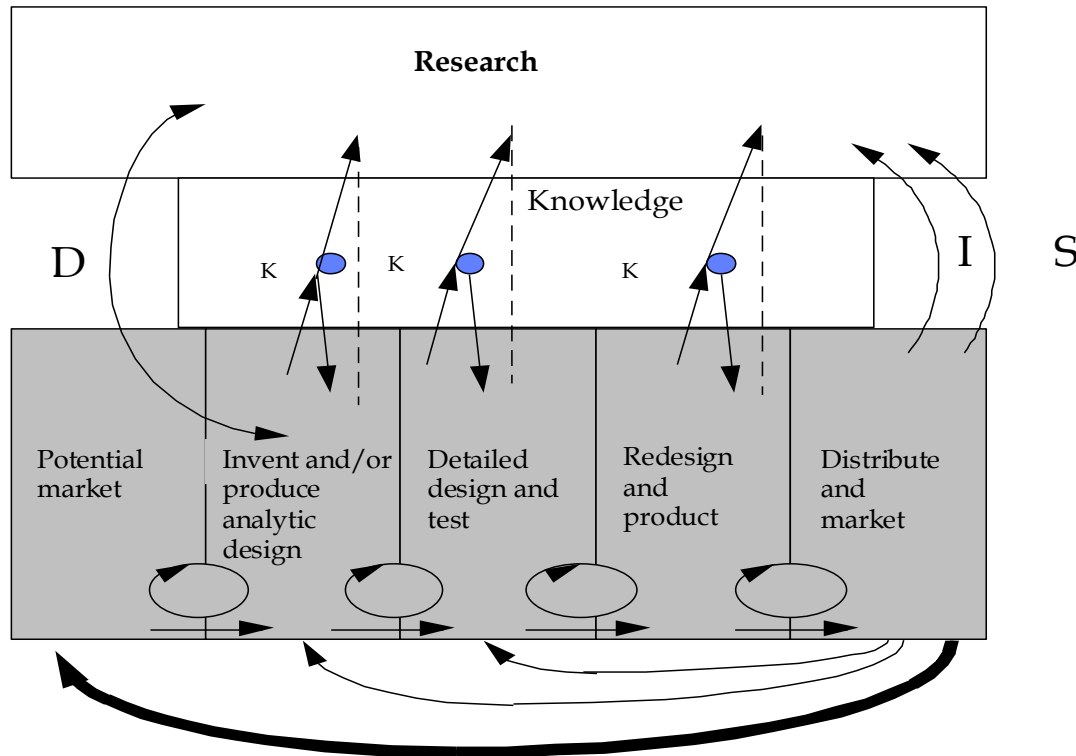 Research
Knowledge
D
K
K
K
I
S
Potential
market
Invent and/or
produce
analytic
design
Detailed
design and
test
Redesign
and
product
Distribute
and
market